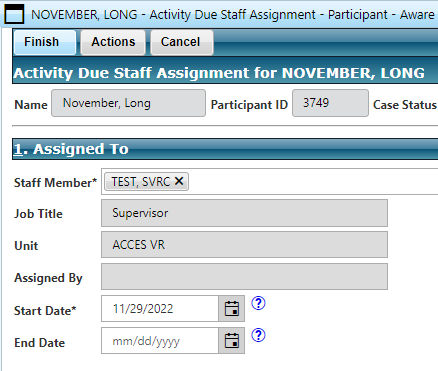 NOVEMBER, LONG - Activity Due Staff Assignment - Participant - Aware
Finish Actions Cancel
Activity Due Staff Assignment for NOVEMBER, LONG
Name November, Long Participant ID 3749 Case Status
1. Assigned To
Staff Member* TEST, SVRC ✕
Job Title Supervisor
Unit ACCES VR
Assigned By
Start Date* 11/29/2022 ?
End Date mm/dd/yyyy ?